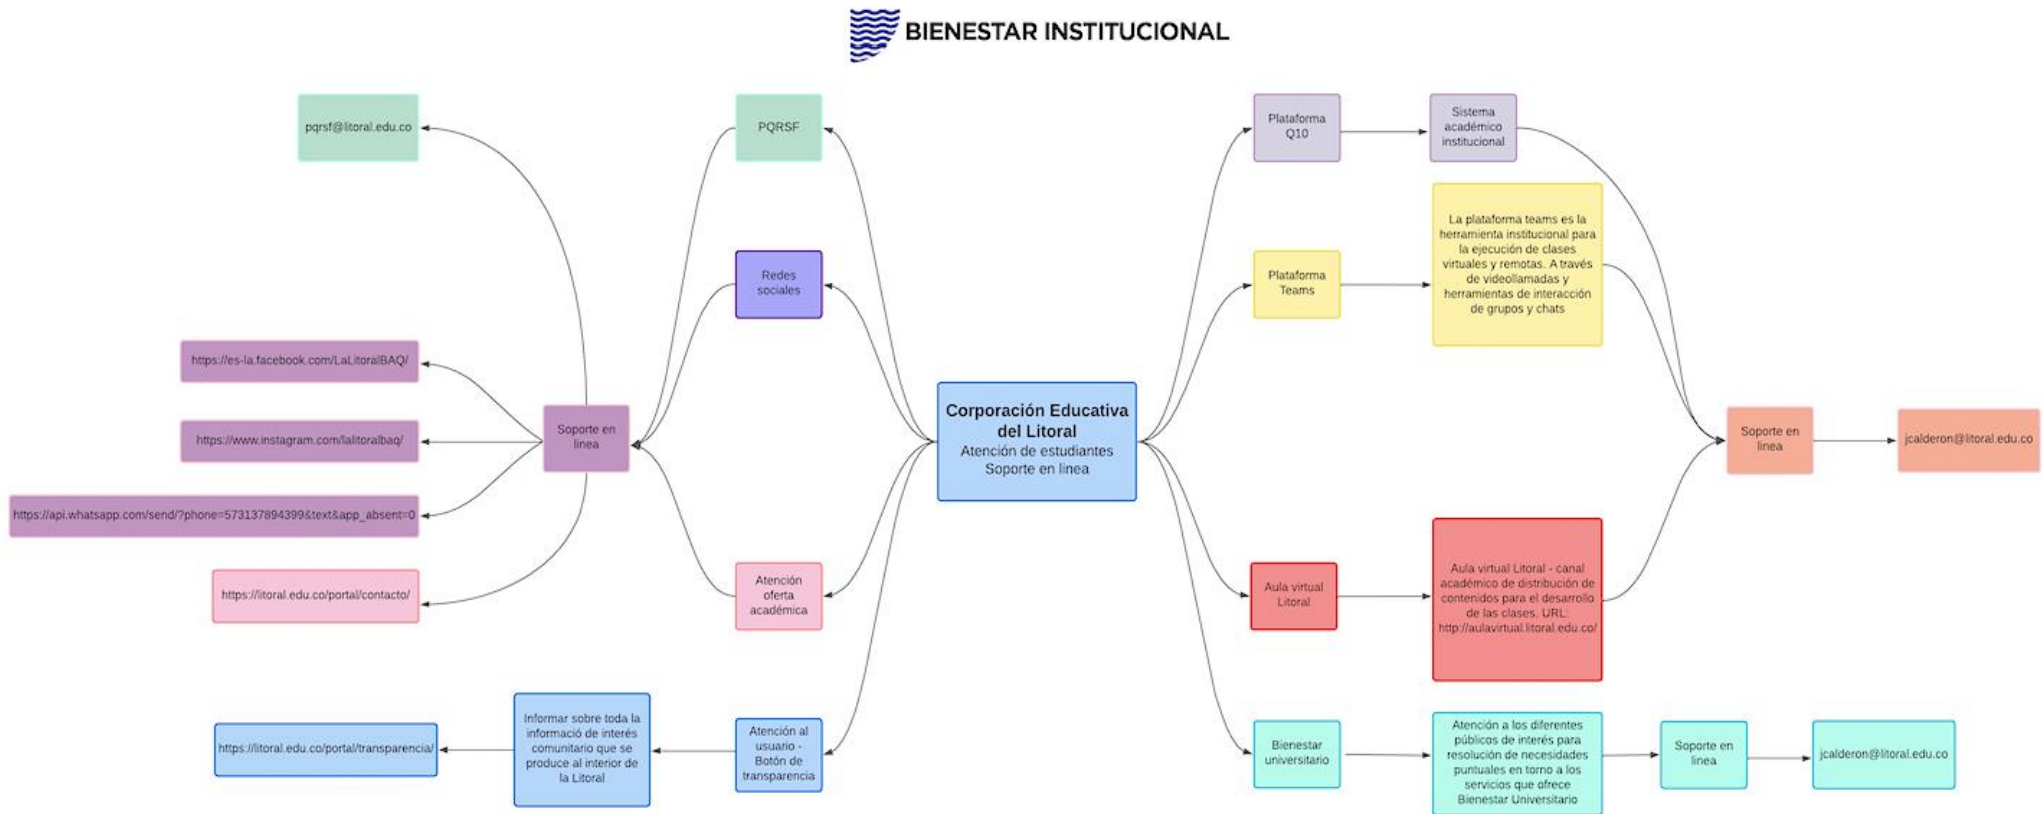 BIENESTAR INSTITUCIONAL
pqrsf@litoral.edu.co
PQRSF
Plataforma
Q10
Sistema
académico
institucional
Redes
sociales
Plataforma
Teams
La plataforma teams es la
herramienta institucional para
la ejecución de clases
virtuales y remotas. A través
de videollamadas y
herramientas de interacción
de grupos y chats
https://es-la.facebook.com/LaLitoralBAQ/
https://www.instagram.com/lalitoralbaq/
https://api.whatsapp.com/send/?phone=573137894399&text&app_absent=0
https://litoral.edu.co/portal/contacto/
Soporte en
linea
Corporación Educativa
del Litoral
Atención de estudiantes
Soporte en linea
Soporte en
linea
jcalderon@litoral.edu.co
Atención
oferta
académica
Aula virtual
Litoral
Aula virtual Litoral - canal
académico de distribución de
contenidos para el desarrollo
de las clases. URL:
http://aulavirtual.litoral.edu.co/
https://litoral.edu.co/portal/transparencia/
Informar sobre toda la
informació de interés
comunitario que se
produce al interior de
la Litoral
Atención al
usuario -
Botón de
transparencia
Bienestar
universitario
Atención a los diferentes
públicos de interés para
resolución de necesidades
puntuales en torno a los
servicios que ofrece
Bienestar Universitario
Soporte en
linea
jcalderon@litoral.edu.co